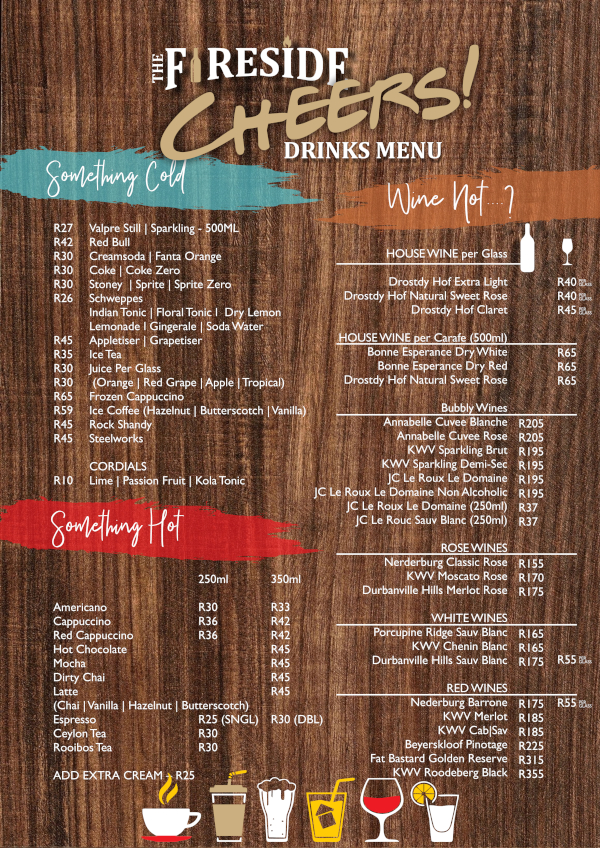 THE FIRESIDE
CHEERS!
DRINKS MENU
Something Cold
R27 Valpre Still | Sparkling - 500ML
R42 Red Bull
R30 Creamsoda | Fanta Orange
R30 Coke | Coke Zero
R30 Stoney | Sprite | Sprite Zero
R26 Schweppes
Indian Tonic | Floral Tonic I Dry Lemon
Lemonade I Gingerale | Soda Water
R45 Appletiser | Grapetiser
R35 Ice Tea
R30 Juice Per Glass
R30 (Orange | Red Grape | Apple | Tropical)
R65 Frozen Cappuccino
R59 Ice Coffee (Hazelnut | Butterscotch | Vanilla)
R45 Rock Shandy
R45 Steelworks
CORDIALS
R10 Lime | Passion Fruit | Kola Tonic
Something Hot
250ml 350ml
Americano R30 R33
Cappuccino R36 R42
Red Cappuccino R36 R42
Hot Chocolate R45
Mocha R45
Dirty Chai R45
Latte R45
(Chai | Vanilla | Hazelnut | Butterscotch)
Espresso R25 (SNGL) R30 (DBL)
Ceylon Tea R30
Rooibos Tea R30
ADD EXTRA CREAM + R25
Wine Not....?
HOUSE WINE per Glass
Drostdy Hof Extra Light R40 PER GLASS
Drostdy Hof Natural Sweet Rose R40 PER GLASS
Drostdy Hof Claret R45 PER GLASS
HOUSE WINE per Carafe (500ml)
Bonne Esperance Dry White R65
Bonne Esperance Dry Red R65
Drostdy Hof Natural Sweet Rose R65
Bubbly Wines
Annabelle Cuvee Blanche R205
Annabelle Cuvee Rose R205
KWV Sparkling Brut R195
KWV Sparkling Demi-Sec R195
JC Le Roux Le Domaine R195
JC Le Roux Le Domaine Non Alcoholic R195
JC Le Roux Le Domaine (250ml) R37
JC Le Rouc Sauv Blanc (250ml) R37
ROSE WINES
Nerderburg Classic Rose R155
KWV Moscato Rose R170
Durbanville Hills Merlot Rose R175
WHITE WINES
Porcupine Ridge Sauv Blanc R165
KWV Chenin Blanc R165
Durbanville Hills Sauv Blanc R175 R55 PER GLASS
RED WINES
Nederburg Barrone R175 R55 PER GLASS
KWV Merlot R185
KWV Cab|Sav R185
Beyerskloof Pinotage R225
Fat Bastard Golden Reserve R315
KWV Roodeberg Black R355